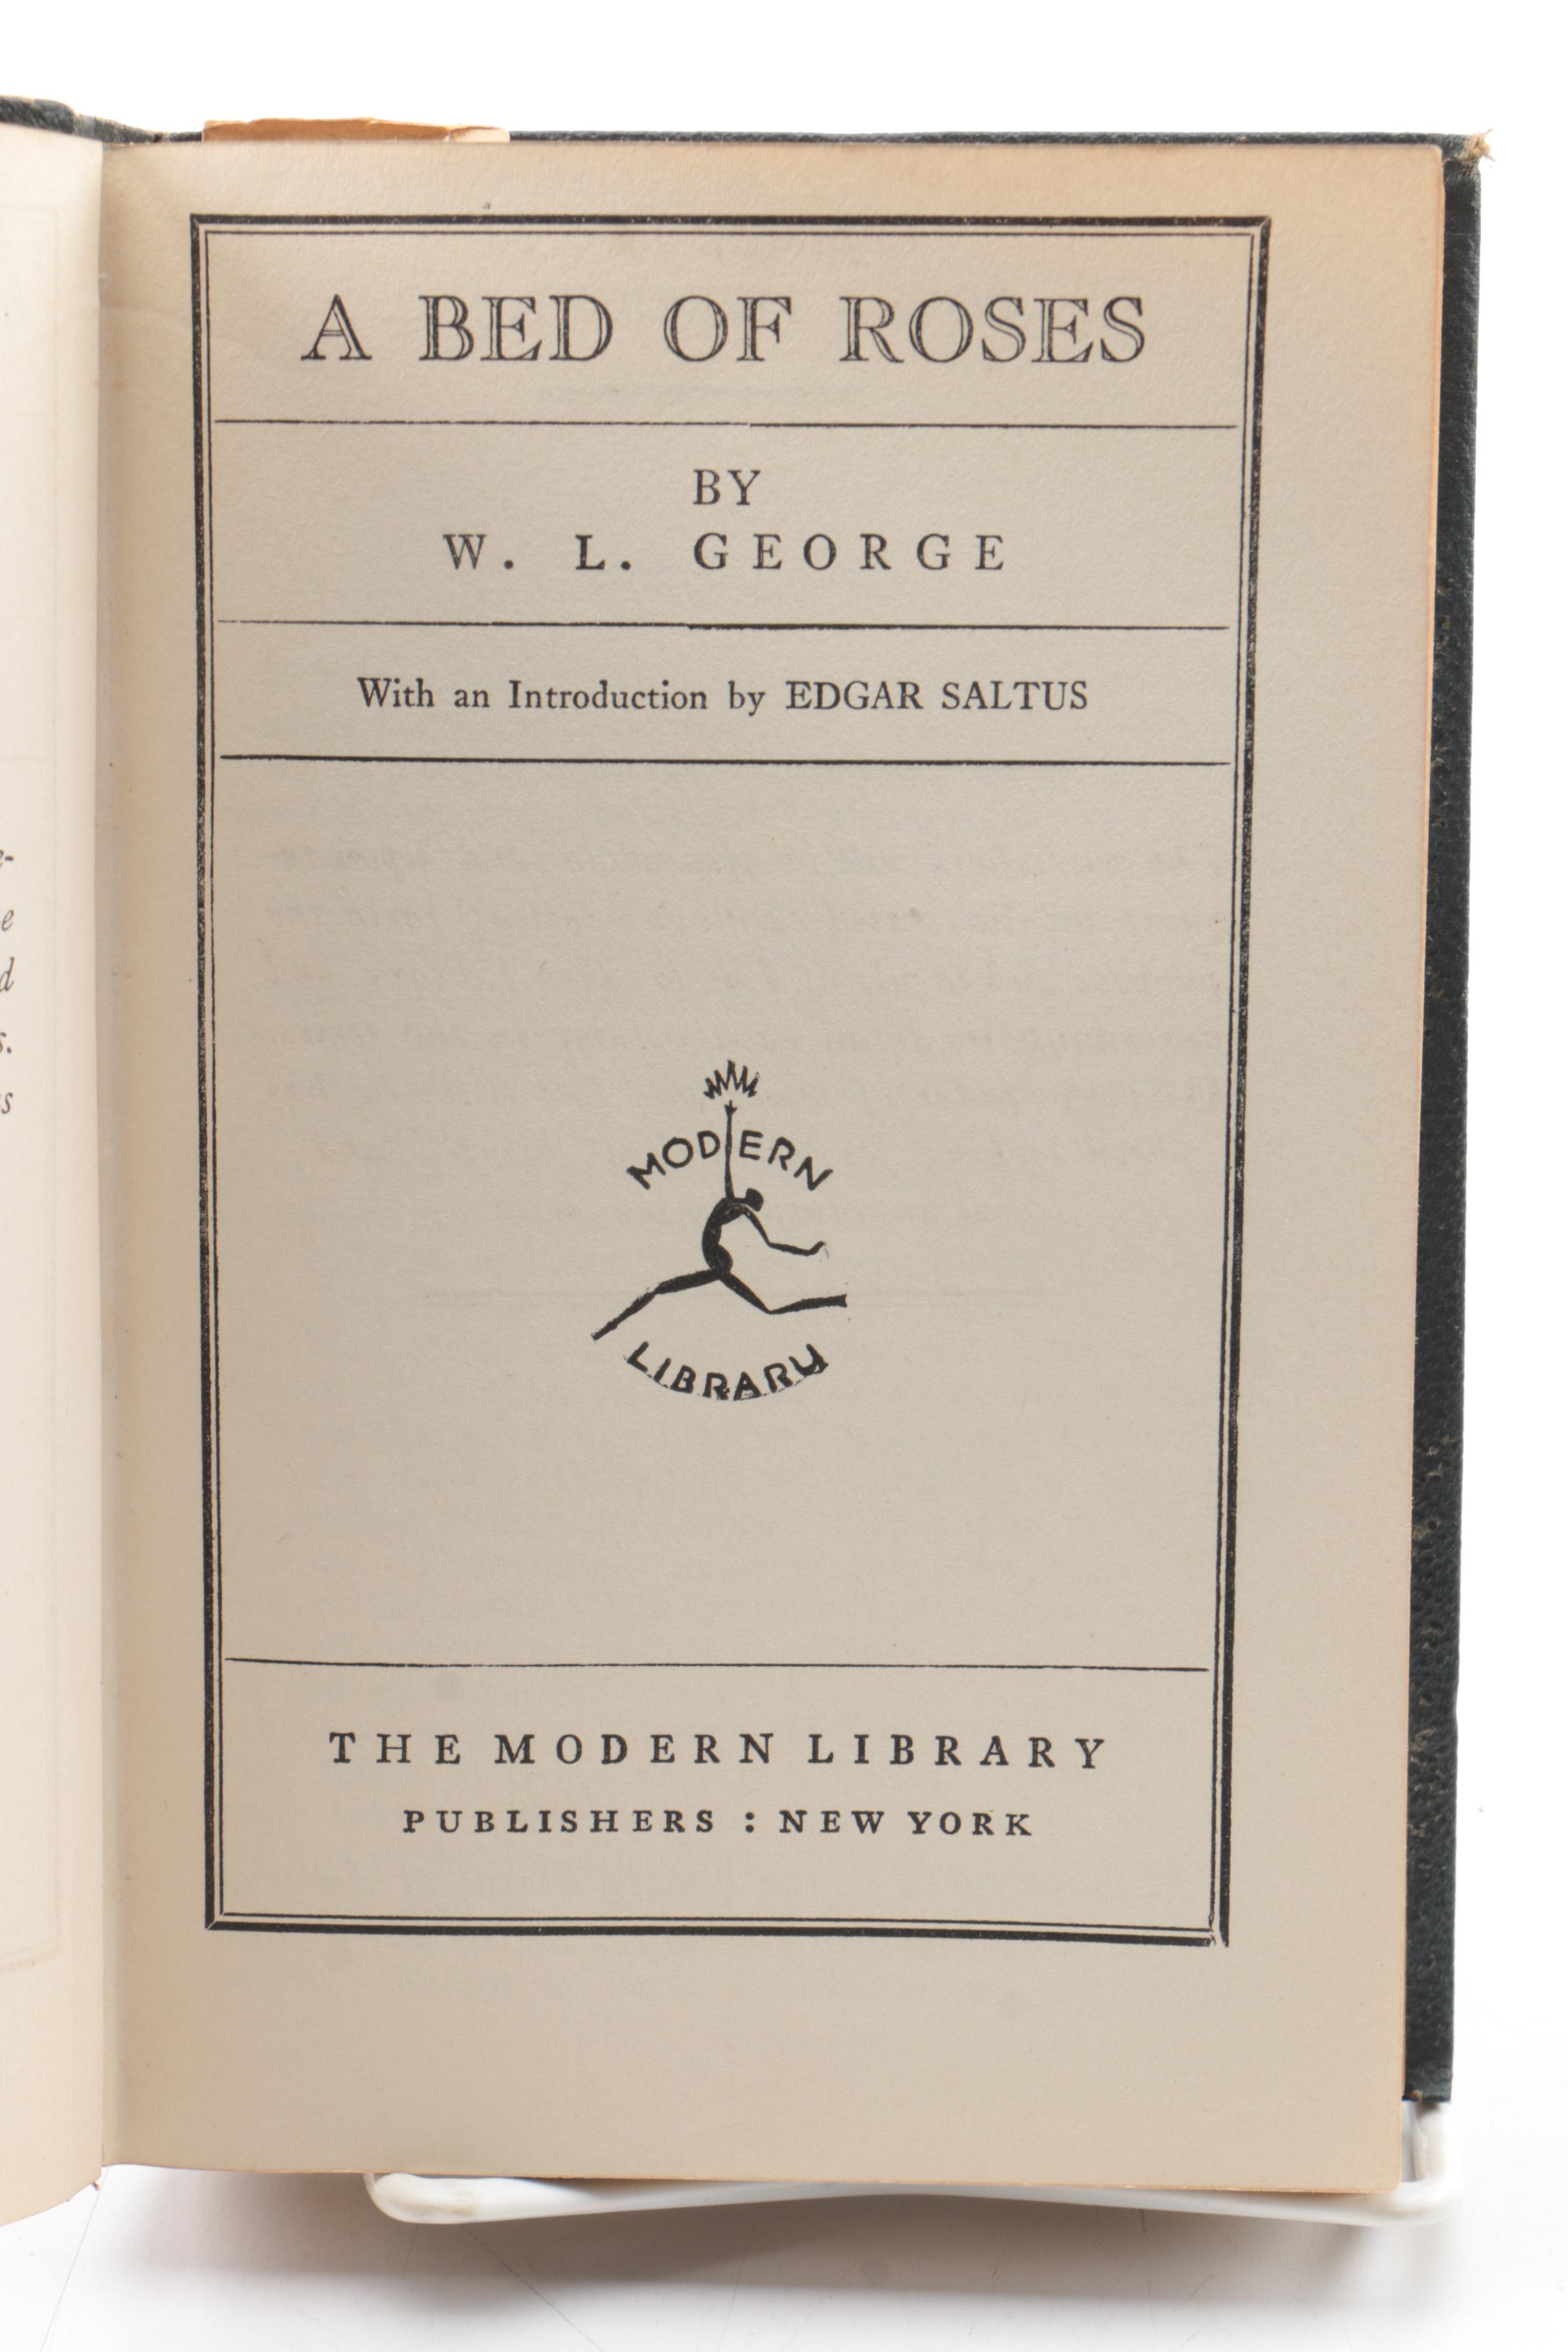 A BED OF ROSES
BY
W. L. GEORGE
With an Introduction by EDGAR SALTUS
MODERN
LIBRARY
THE MODERN LIBRARY
PUBLISHERS : NEW YORK